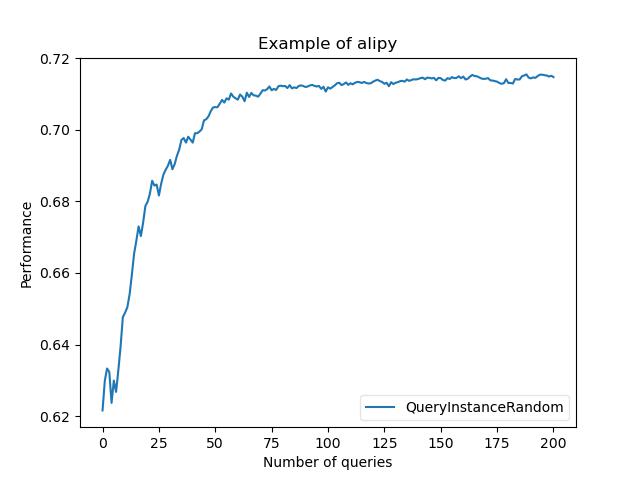 Example of alipy
0.72
0.70
0.68
0.66
0.64
0.62
Performance
QueryInstanceRandom
0 25 50 75 100 125 150 175 200
Number of queries